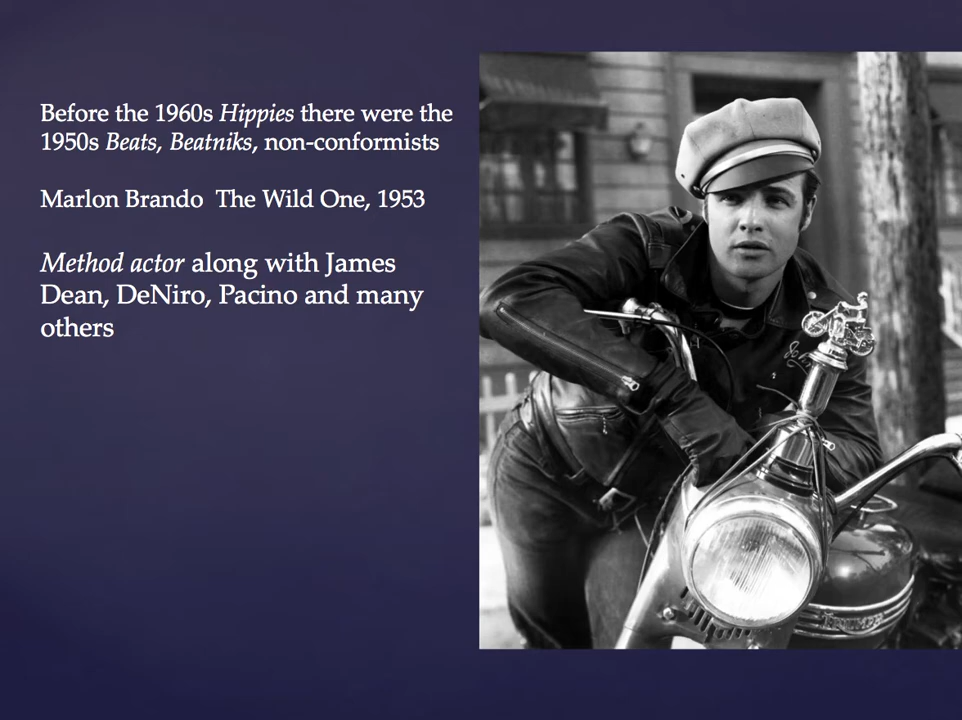 Before the 1960s Hippies there were the
1950s Beats, Beatniks, non-conformists
Marlon Brando  The Wild One, 1953
Method actor along with James
Dean, DeNiro, Pacino and many
others
TRIUMPH